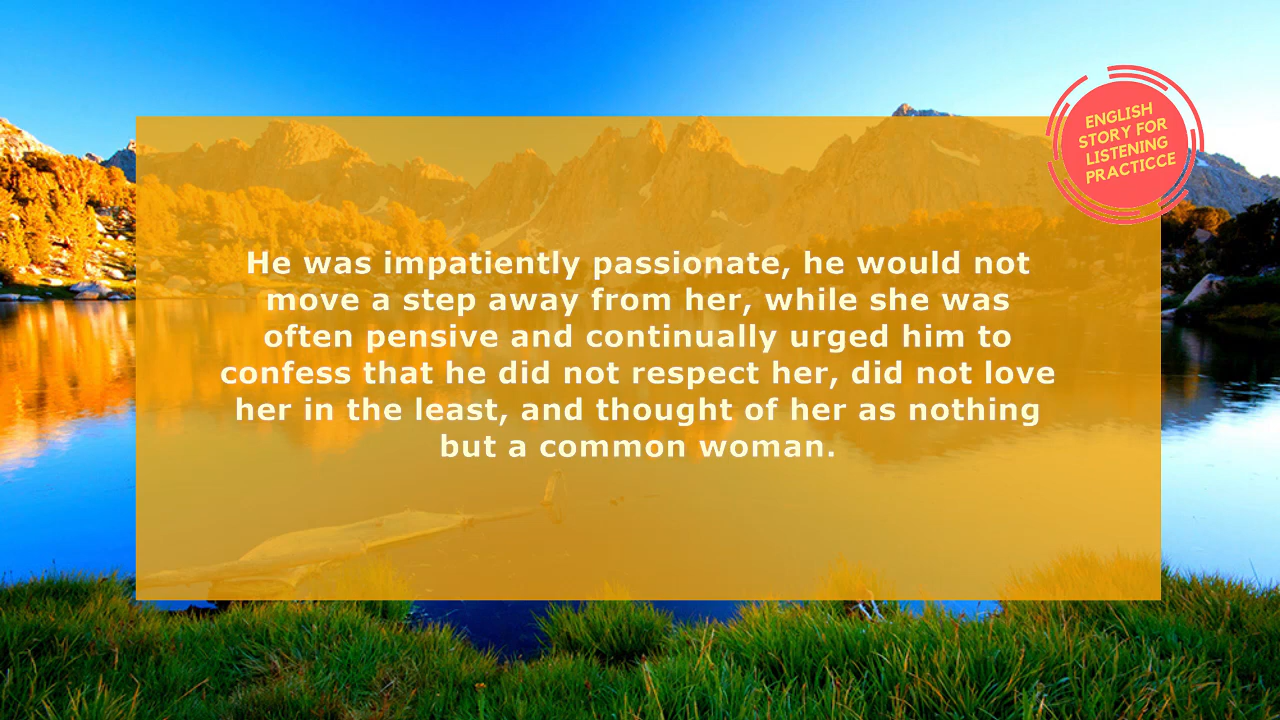 ENGLISH
STORY FOR
LISTENING
PRACTICCE
He was impatiently passionate, he would not
move a step away from her, while she was
often pensive and continually urged him to
confess that he did not respect her, did not love
her in the least, and thought of her as nothing
but a common woman.